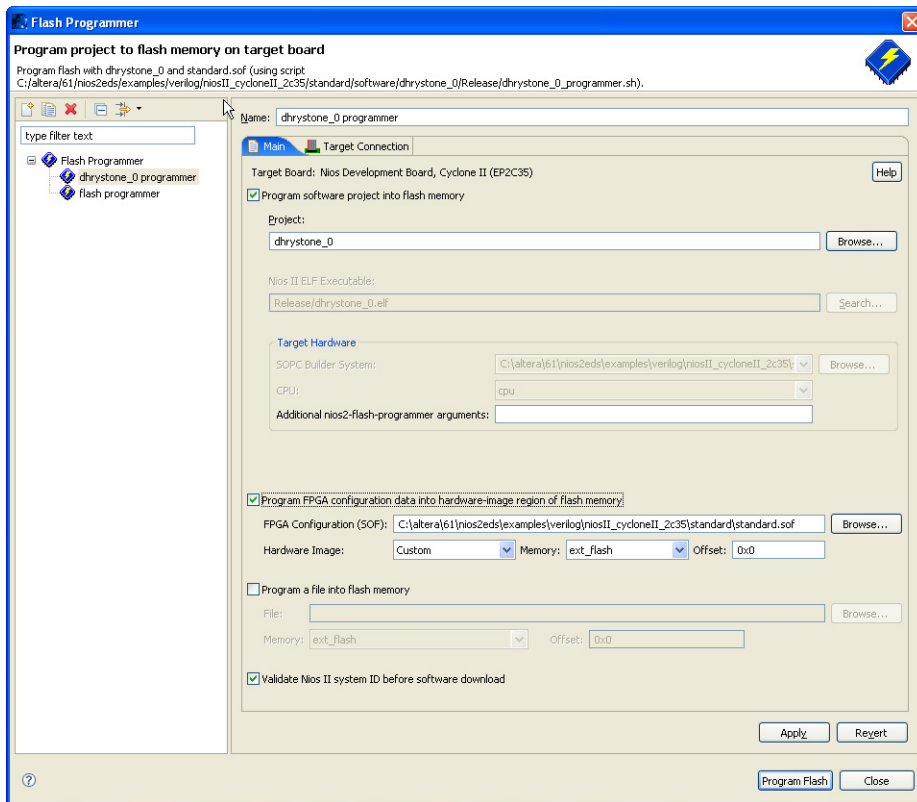 Flash Programmer
Program project to flash memory on target board
Program flash with dhrystone_0 and standard.sof (using script
C:/altera/61/nios2eds/examples/verilog/niosII_cycloneII_2c35/standard/software/dhrystone_0/Release/dhrystone_0_programmer.sh).
type filter text
Flash Programmer
dhrystone_0 programmer
flash programmer
Name: dhrystone_0 programmer
Main Target Connection
Target Board: Nios Development Board, Cyclone II (EP2C35) Help
Program software project into flash memory
Project:
dhrystone_0 Browse...
Nios II ELF Executable:
Release/dhrystone_0.elf Search...
Target Hardware
SOPC Builder System: C:\altera\61\nios2eds\examples\verilog\niosII_cycloneII_2c35\ Browse...
CPU: cpu
Additional nios2-flash-programmer arguments:
Program FPGA configuration data into hardware-image region of flash memory
FPGA Configuration (SOF): C:\altera\61\nios2eds\examples\verilog\niosII_cycloneII_2c35\standard\standard.sof Browse...
Hardware Image: Custom Memory: ext_flash Offset: 0x0
Program a file into flash memory
File: Browse...
Memory: ext_flash Offset: 0x0
Validate Nios II system ID before software download
Apply Revert
? Program Flash Close